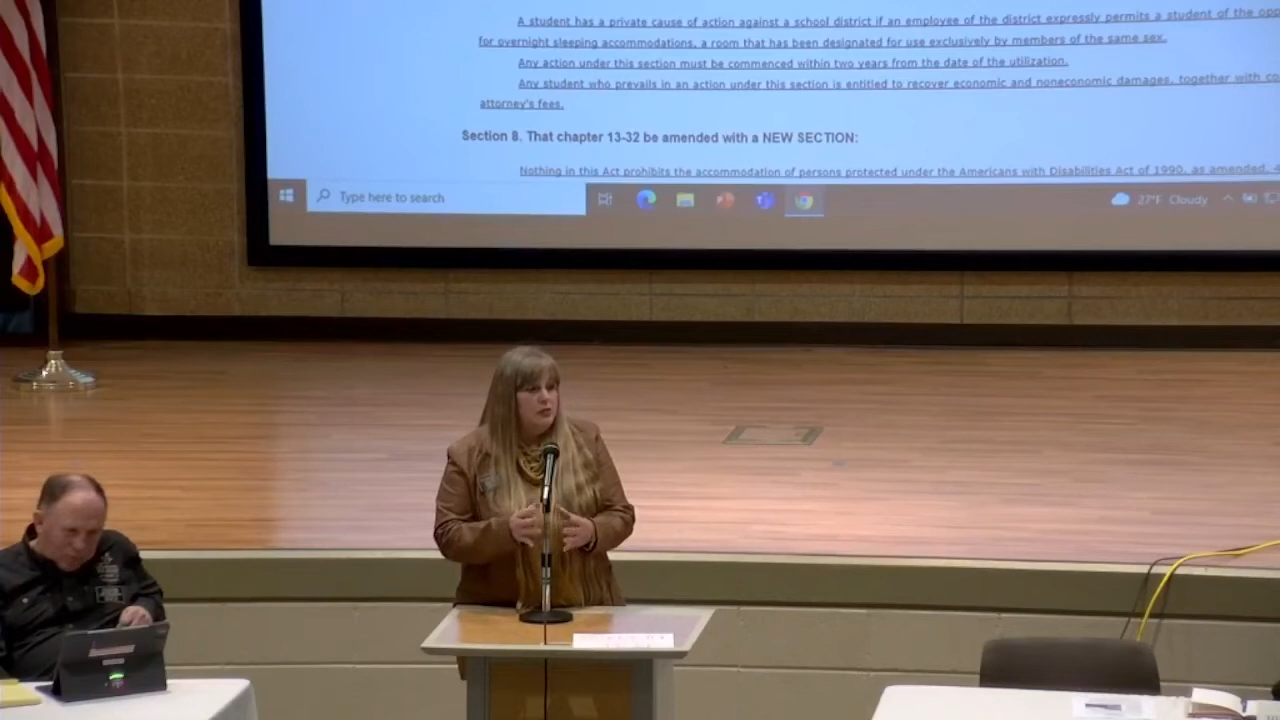 A student has a private cause of action against a school district if an employee of the district expressly permits a student of the
for overnight sleeping accommodations, a room that has been designated for use exclusively by members of the same sex.
Any action under this section must be commenced within two years from the date of the utilization.
Any student who prevails in an action under this section is entitled to recover economic and noneconomic damages, together with
attorney's fees.
Section 8. That chapter 13-32 be amended with a NEW SECTION:
Nothing in this Act prohibits the accommodation of persons protected under the Americans with Disabilities Act of 1990, as amended,
Type here to search
27°F Cloudy